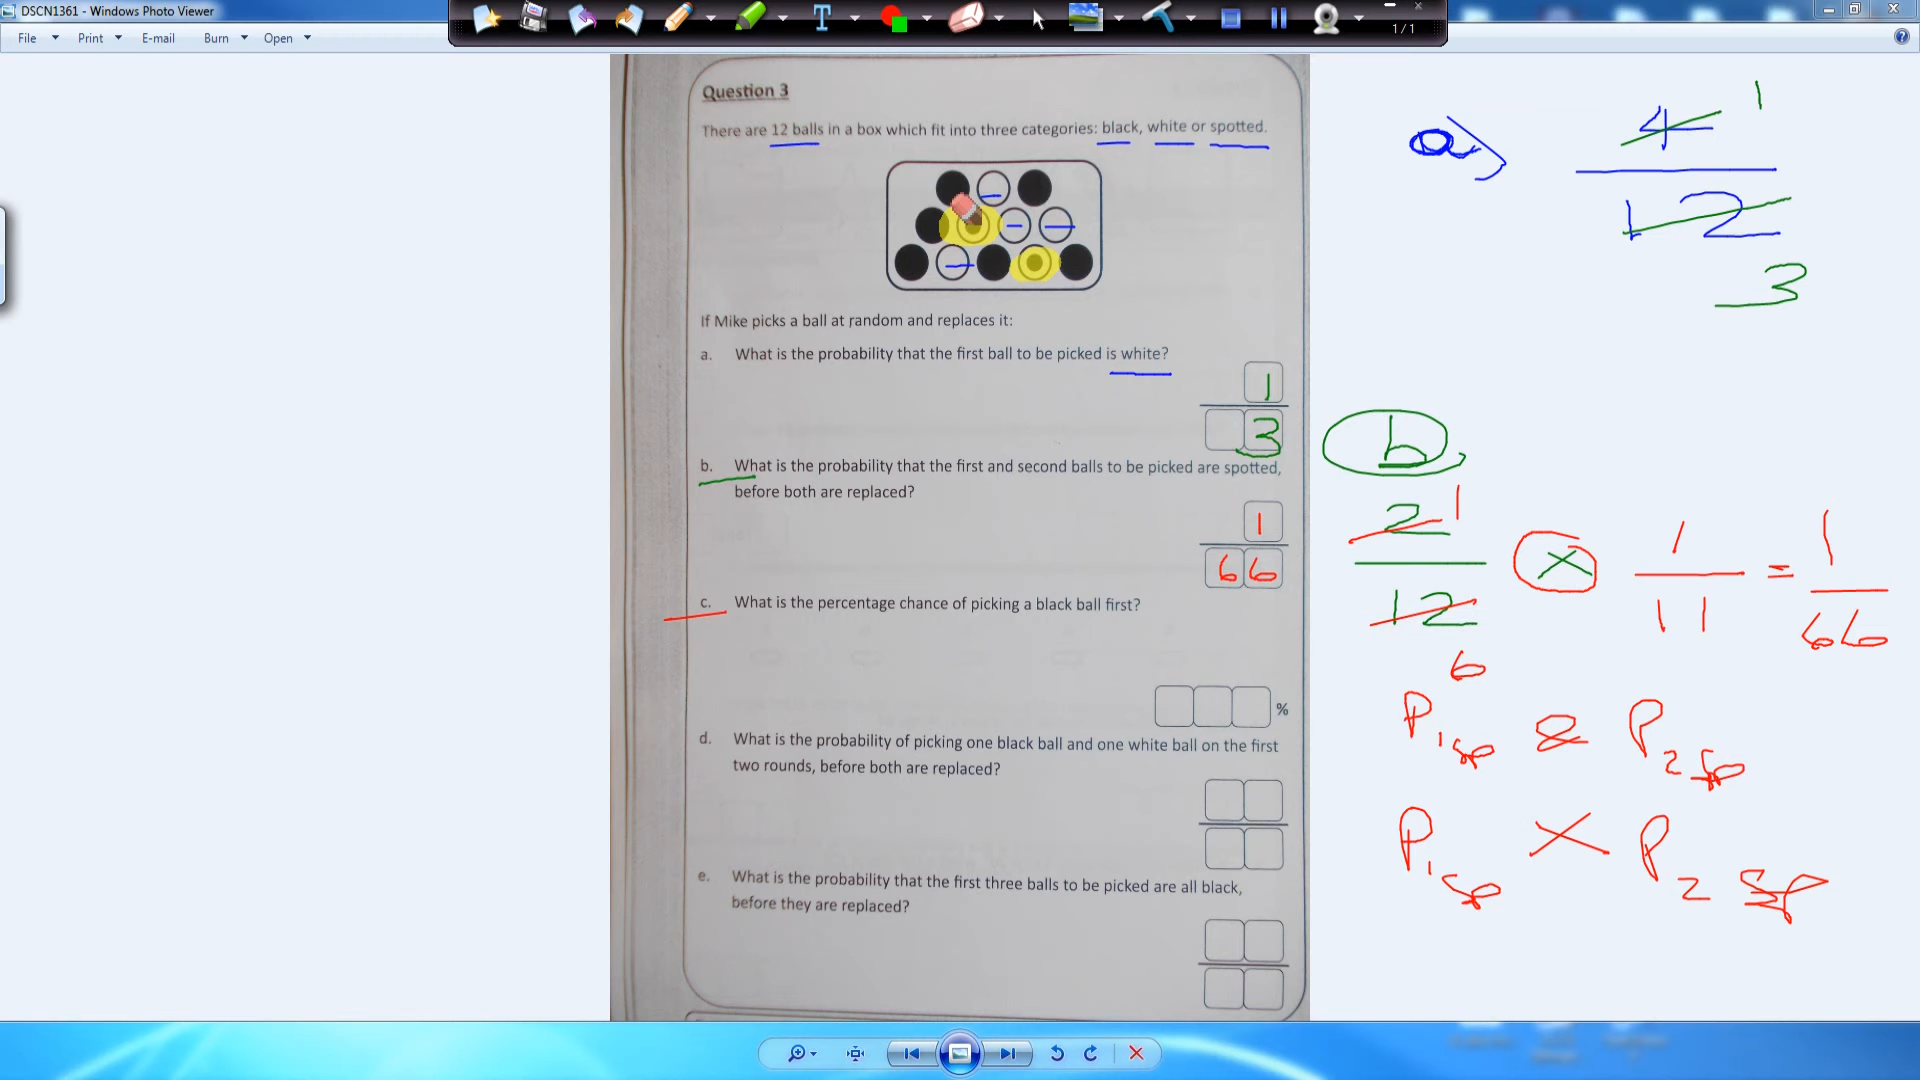 DSCN1361 - Windows Photo Viewer
File Print E-mail Burn Open
1 / 1
Question 3
There are 12 balls in a box which fit into three categories: black, white or spotted.
If Mike picks a ball at random and replaces it:
a. What is the probability that the first ball to be picked is white?
1
3
b. What is the probability that the first and second balls to be picked are spotted,
before both are replaced?
1
66
c. What is the percentage chance of picking a black ball first?
%
d. What is the probability of picking one black ball and one white ball on the first
two rounds, before both are replaced?
e. What is the probability that the first three balls to be picked are all black,
before they are replaced?
a)
4 1
12
3
b
2 1
12
6
× 1
11
= 1
66
P1sp & P2sp
P1sp × P2 sp